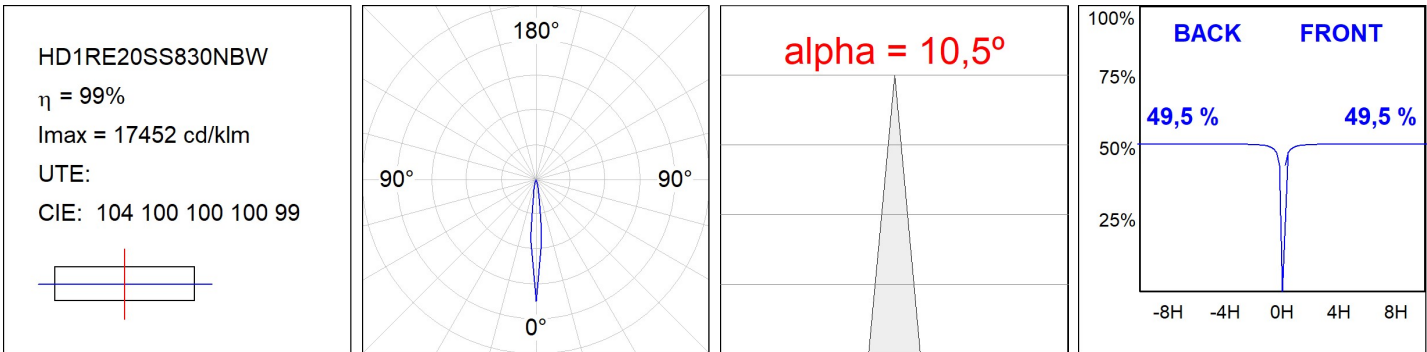 HD1RE20SS830NBW
η = 99%
Imax = 17452 cd/klm
UTE:
CIE:  104 100 100 100 99
180°
90°
90°
0°
alpha = 10,5º
100%
BACK
FRONT
75%
49,5 %
49,5 %
50%
25%
-8H
-4H
0H
4H
8H